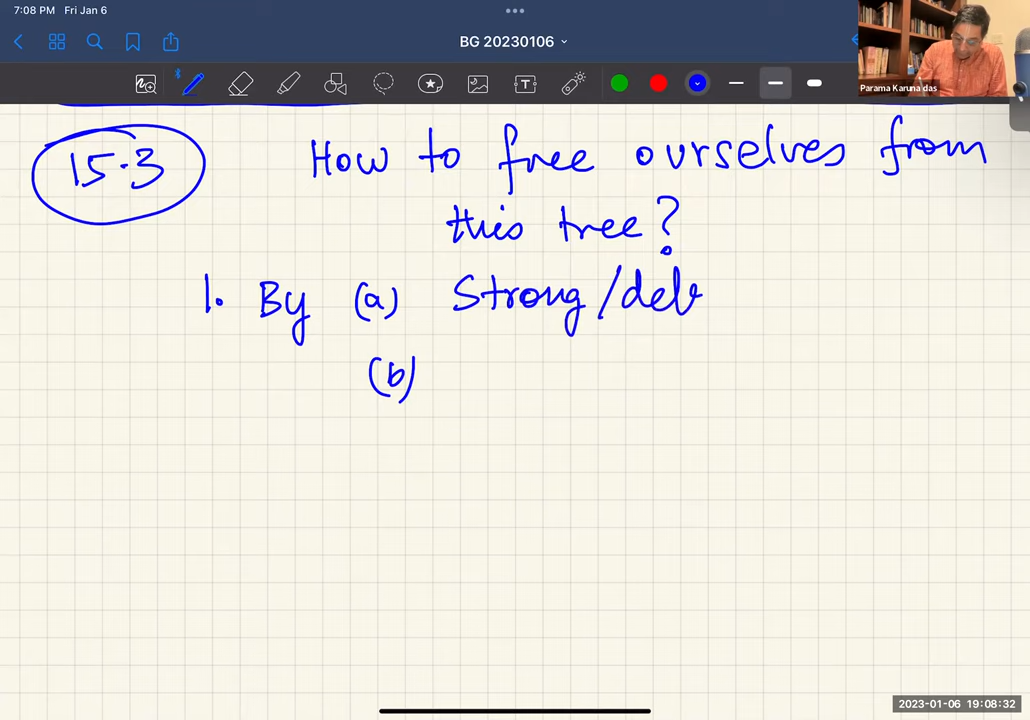 7:08 PM Fri Jan 6
BG 20230106
Parama Karuna das
15.3 How to free ourselves from
this tree?
1. By (a) Strong/det
(b)
2023-01-06 19:08:32